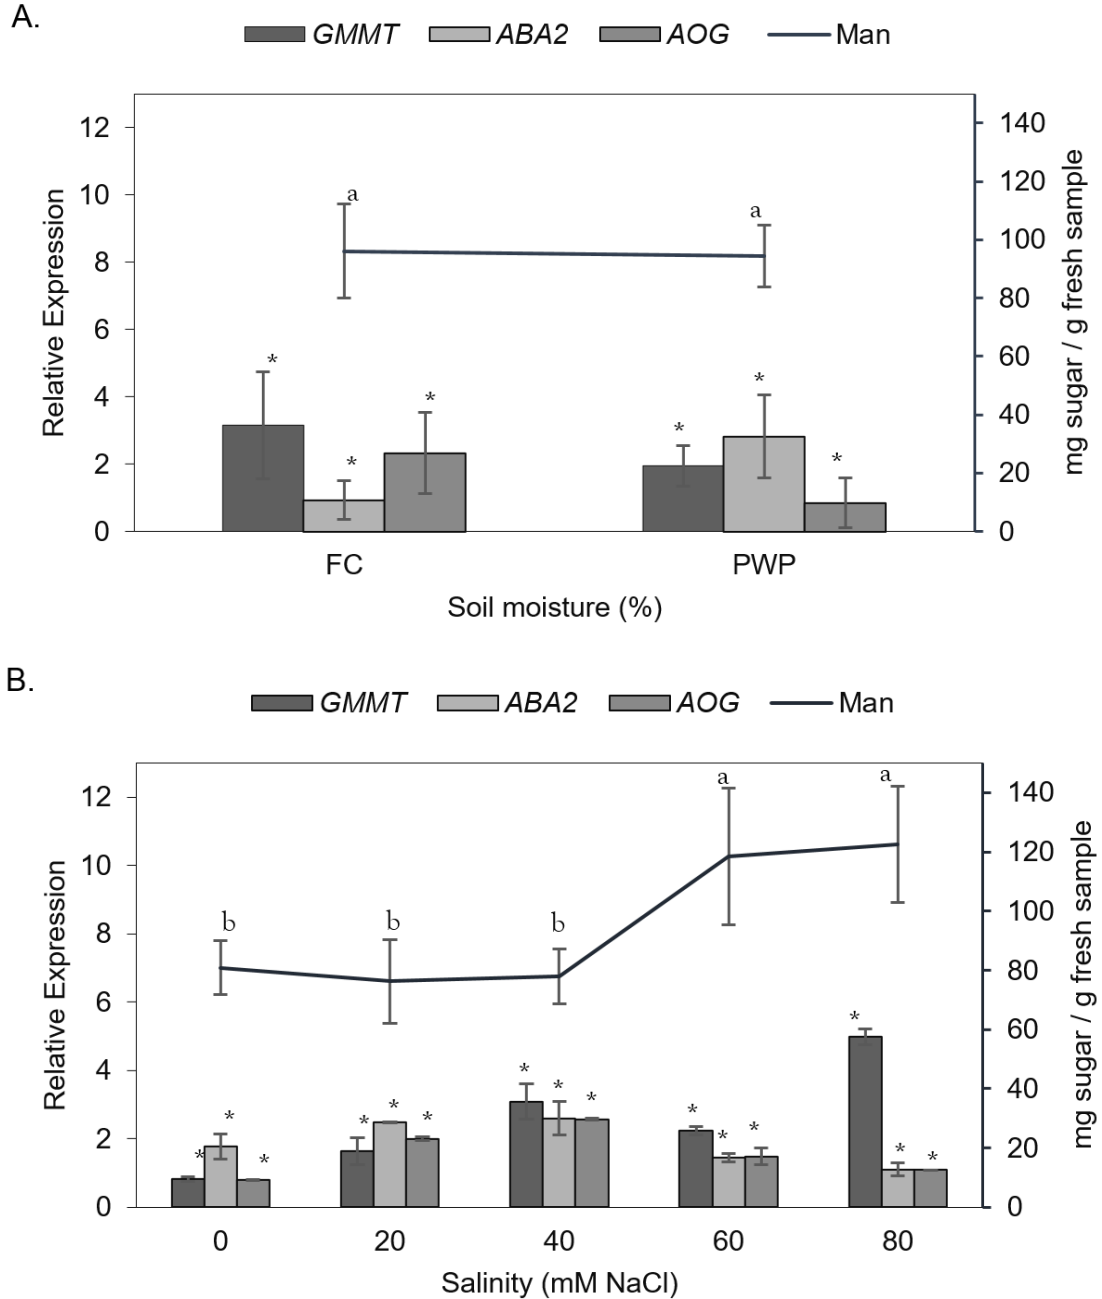 A.
GMMT ABA2 AOG Man
12
10
8
6
4
2
0
Relative Expression
140
120
100
80
60
40
20
0
mg sugar / g fresh sample
a
a
*
*
*
*
*
*
FC PWP
Soil moisture (%)
B.
GMMT ABA2 AOG Man
12
10
8
6
4
2
0
Relative Expression
140
120
100
80
60
40
20
0
mg sugar / g fresh sample
b b b a a
* * *
* * *
* * *
* * *
* * *
0 20 40 60 80
Salinity (mM NaCl)